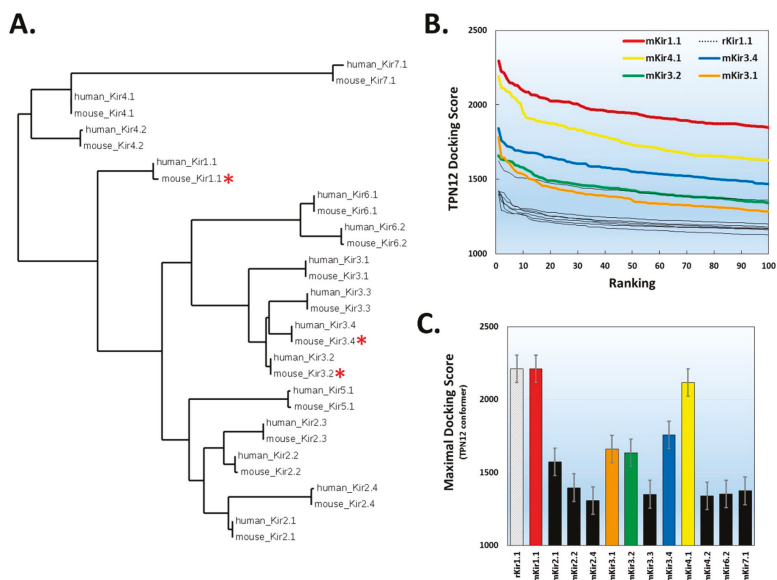 A.
human_Kir7.1
mouse_Kir7.1
human_Kir4.1
mouse_Kir4.1
human_Kir4.2
mouse_Kir4.2
human_Kir1.1
mouse_Kir1.1 *
human_Kir6.1
mouse_Kir6.1
human_Kir6.2
mouse_Kir6.2
human_Kir3.1
mouse_Kir3.1
human_Kir3.3
mouse_Kir3.3
human_Kir3.4
mouse_Kir3.4 *
human_Kir3.2
mouse_Kir3.2 *
human_Kir5.1
mouse_Kir5.1
human_Kir2.3
mouse_Kir2.3
human_Kir2.2
mouse_Kir2.2
human_Kir2.4
mouse_Kir2.4
human_Kir2.1
mouse_Kir2.1
B.
TPN12 Docking Score
2500
2000
1500
1000
mKir1.1
rKir1.1
mKir4.1
mKir3.4
mKir3.2
mKir3.1
0 10 20 30 40 50 60 70 80 90 100
Ranking
C.
Maximal Docking Score
(TPN12 conformer)
2500
2000
1500
1000
rKir1.1
mKir1.1
mKir2.1
mKir2.2
mKir2.4
mKir3.1
mKir3.2
mKir3.3
mKir3.4
mKir4.1
mKir4.2
mKir6.2
mKir7.1